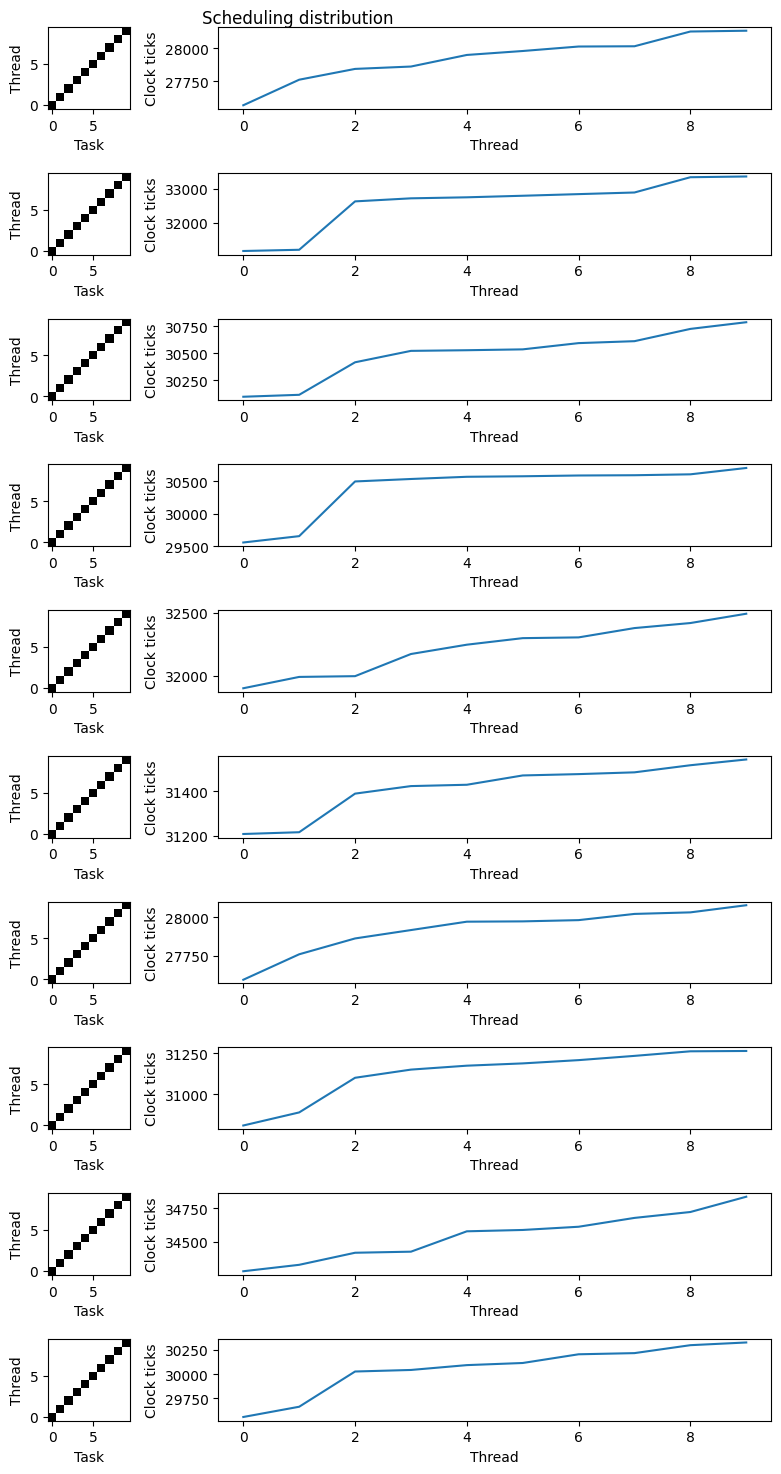 Scheduling distribution
Thread
5
0
0 5
Task
Clock ticks
28000
27750
0 2 4 6 8
Thread
Thread
5
0
0 5
Task
Clock ticks
33000
32000
0 2 4 6 8
Thread
Thread
5
0
0 5
Task
Clock ticks
30750
30500
30250
0 2 4 6 8
Thread
Thread
5
0
0 5
Task
Clock ticks
30500
30000
29500
0 2 4 6 8
Thread
Thread
5
0
0 5
Task
Clock ticks
32500
32000
0 2 4 6 8
Thread
Thread
5
0
0 5
Task
Clock ticks
31400
31200
0 2 4 6 8
Thread
Thread
5
0
0 5
Task
Clock ticks
28000
27750
0 2 4 6 8
Thread
Thread
5
0
0 5
Task
Clock ticks
31250
31000
0 2 4 6 8
Thread
Thread
5
0
0 5
Task
Clock ticks
34750
34500
0 2 4 6 8
Thread
Thread
5
0
0 5
Task
Clock ticks
30250
30000
29750
0 2 4 6 8
Thread